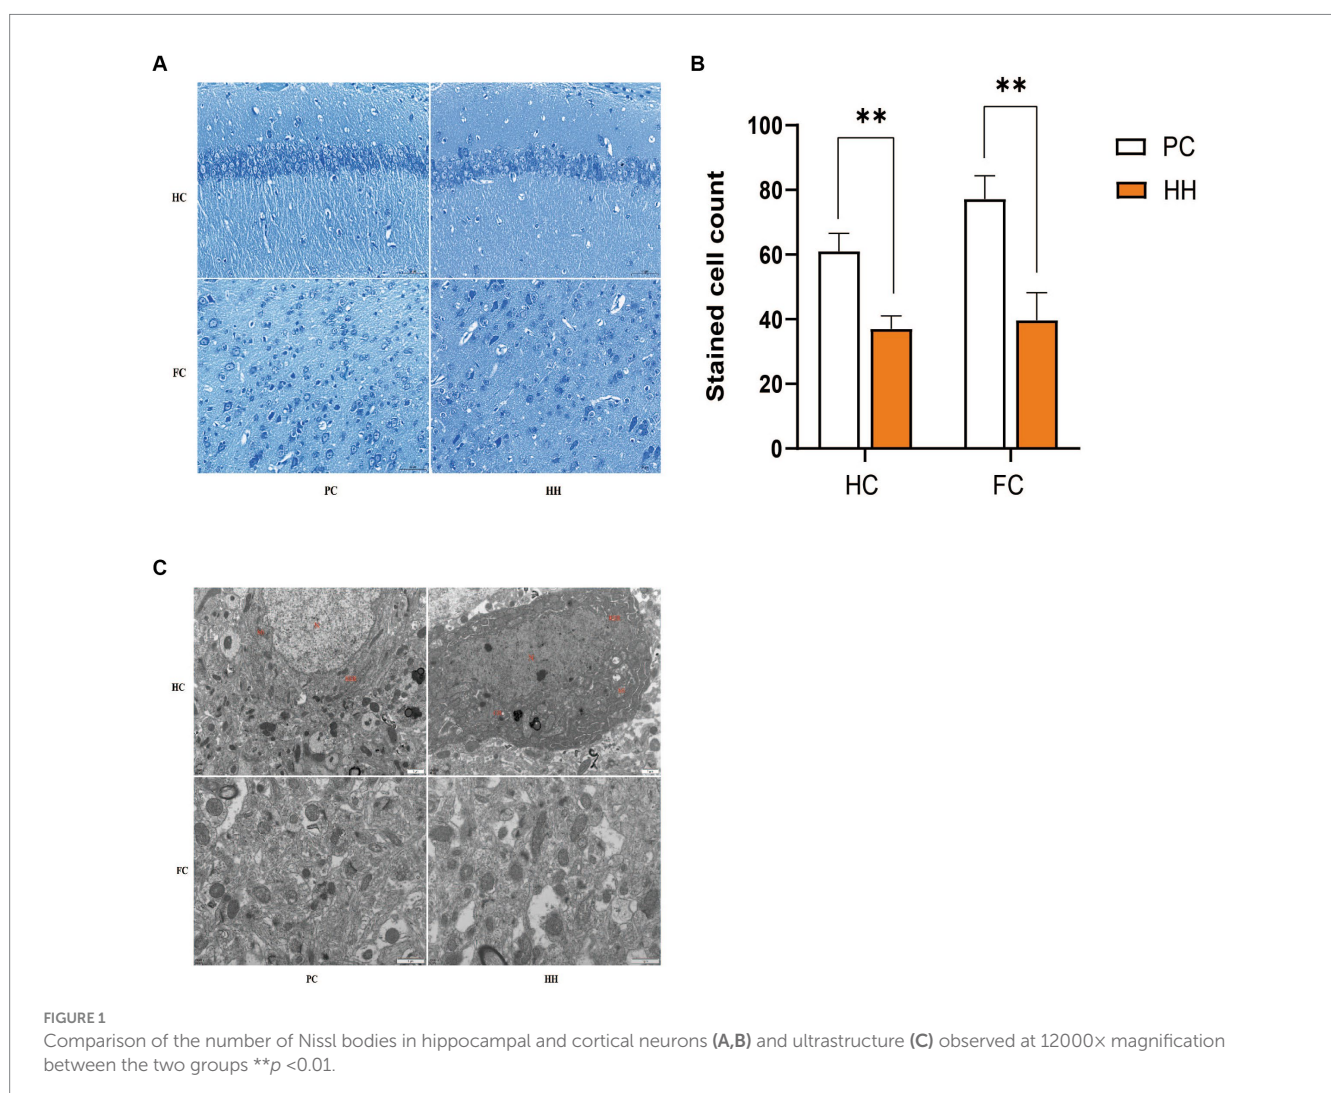 A
B
**
**
100
80
60
40
20
0
Stained cell count
PC
HH
HC
FC
HC
FC
PC
HH
C
HC
FC
PC
HH
FIGURE 1
Comparison of the number of Nissl bodies in hippocampal and cortical neurons (A,B) and ultrastructure (C) observed at 12000× magnification
between the two groups **p <0.01.